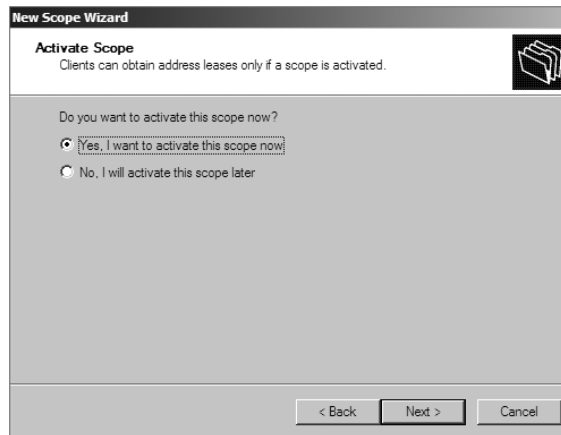 New Scope Wizard
Activate Scope
Clients can obtain address leases only if a scope is activated.
Do you want to activate this scope now?
Yes, I want to activate this scope now
No, I will activate this scope later
< Back Next > Cancel